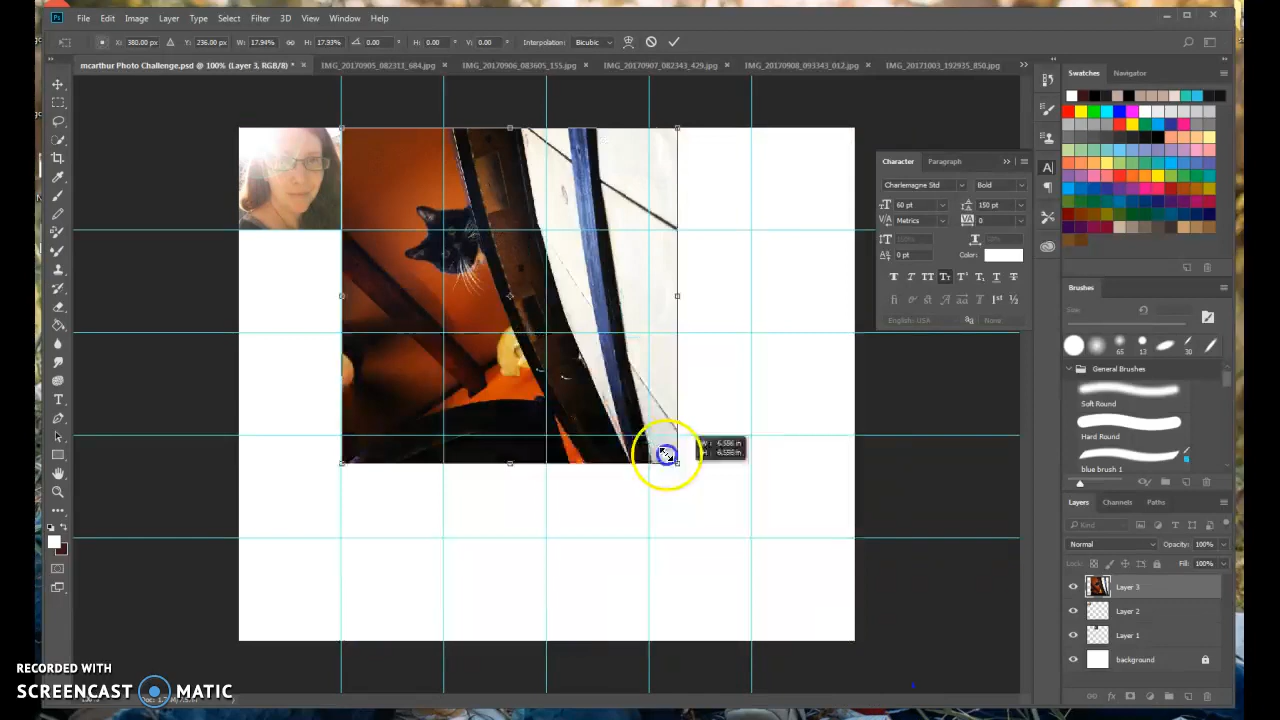 Ps File Edit Image Layer Type Select Filter 3D View Window Help
X: 380.00 px Y: 236.00 px W: 17.94% H: 17.93% 0.00 ° H: 0.00 ° V: 0.00 ° Interpolation: Bicubic
mcarthur Photo Challenge.psd @ 100% (Layer 3, RGB/8) * × IMG_20170905_082311_684.jpg × IMG_20170906_083605_155.jpg × IMG_20170907_082343_429.jpg × IMG_20170908_093343_012.jpg × IMG_20171003_192935_850.jpg
Swatches Navigator
Character Paragraph
Charlemagne Std Bold
60 pt 150 pt
Metrics 0
100% 100%
0 pt Color:
English: USA None
Brushes
Size:
65 13 30
General Brushes
Soft Round
Hard Round
blue brush 1
W: 6.556 in
H: 6.556 in
Layers Channels Paths
Kind
Normal Opacity: 100%
Lock: Fill: 100%
Layer 3
Layer 2
Layer 1
background
RECORDED WITH
SCREENCAST MATIC